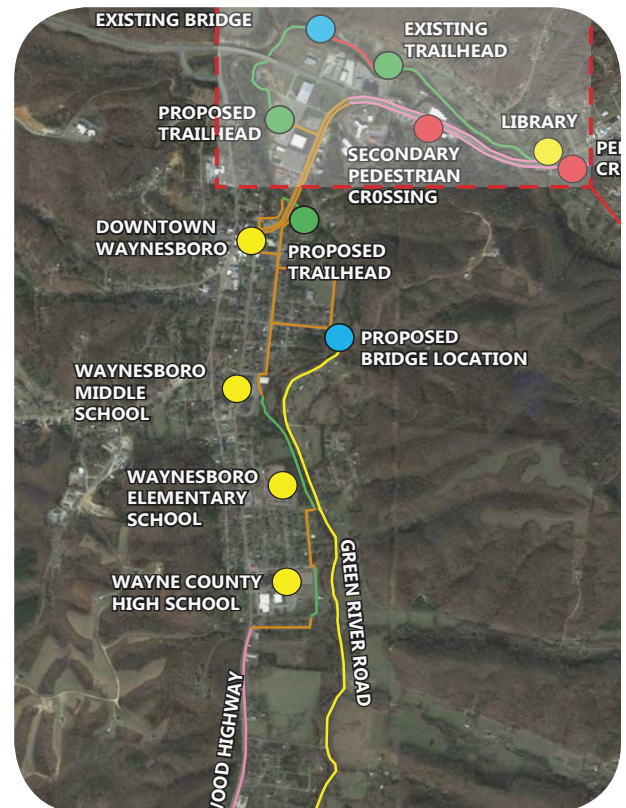 EXISTING BRIDGE
EXISTING
TRAILHEAD
PROPOSED
TRAILHEAD
LIBRARY
SECONDARY
PEDESTRIAN
CR0SSING
DOWNTOWN
WAYNESBORO
PROPOSED
TRAILHEAD
PROPOSED
BRIDGE LOCATION
WAYNESBORO
MIDDLE
SCHOOL
WAYNESBORO
ELEMENTARY
SCHOOL
WAYNE COUNTY
HIGH SCHOOL
GREEN RIVER ROAD
HIGHWAY